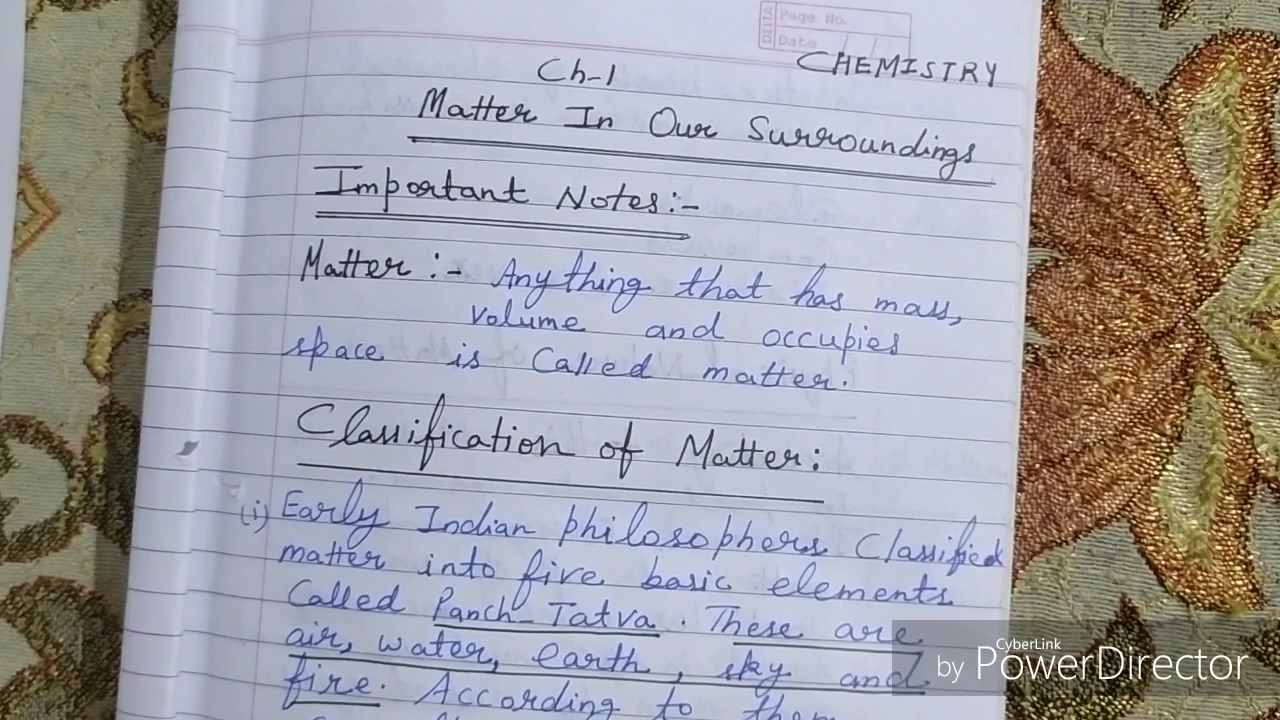 DELTA
Page No.
Date
CHEMISTRY
Ch-1
Matter In Our Surroundings
Important Notes:-
Matter :- Anything that has mass,
volume and occupies
space is Called matter.
Classification of Matter:
(i) Early Indian philosophers Classified
matter into five basic elements
Called Panch-Tatva. These are
air, water, earth, sky and
fire. According to them
CyberLink
by PowerDirector